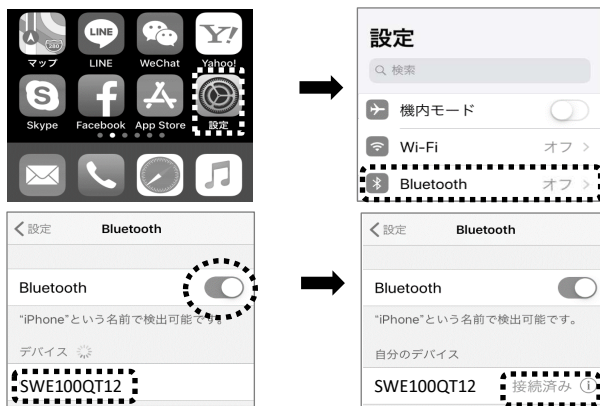 280
マップ LINE WeChat Yahoo!
LINE
Y!
Skype Facebook App Store 設定
設定
検索
機内モード
Wi-Fi オフ
Bluetooth オフ
設定 Bluetooth
Bluetooth
“iPhone”という名前で検出可能です。
デバイス
SWE100QT12
設定 Bluetooth
Bluetooth
“iPhone”という名前で検出可能です。
自分のデバイス
SWE100QT12 接続済み